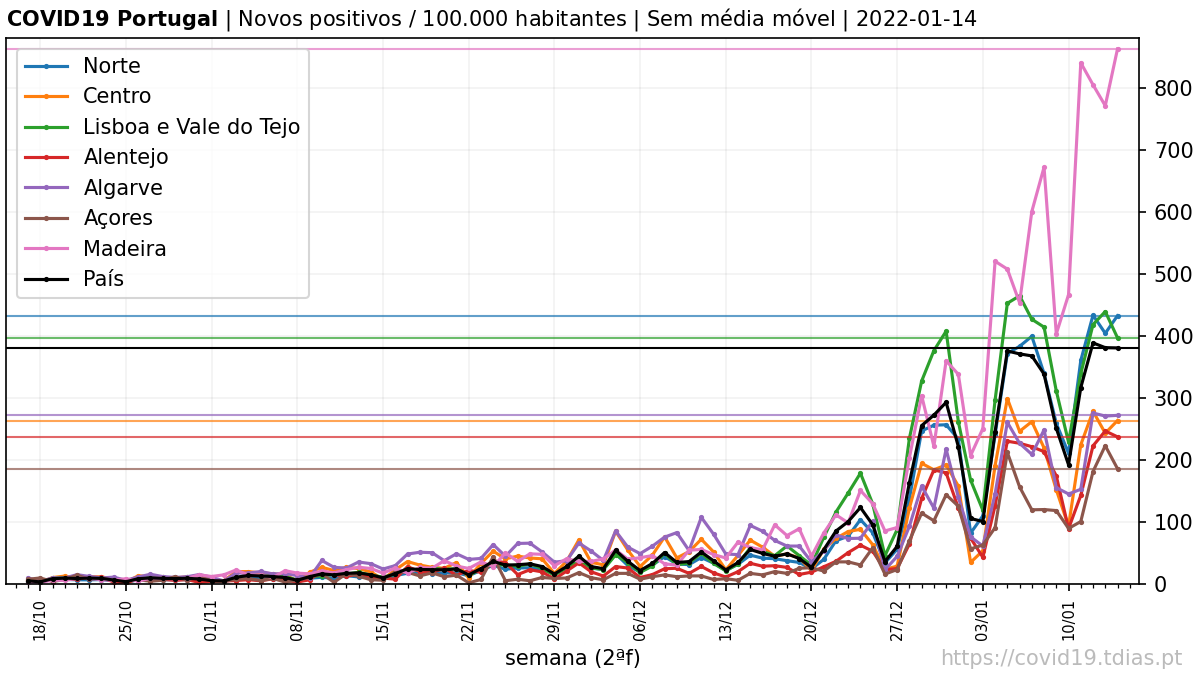 COVID19 Portugal | Novos positivos / 100.000 habitantes | Sem média móvel | 2022-01-14
Norte
Centro
Lisboa e Vale do Tejo
Alentejo
Algarve
Açores
Madeira
País
800
700
600
500
400
300
200
100
0
18/10
25/10
01/11
08/11
15/11
22/11
29/11
06/12
13/12
20/12
27/12
03/01
10/01
semana (2ªf)
https://covid19.tdias.pt